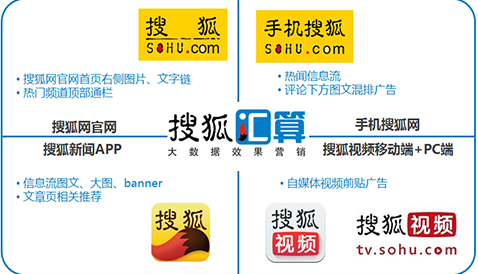 搜狐
SOHU.com
手机搜狐
SOHU.com
• 搜狐网官网首页右侧图片、文字链
• 热门频道顶部通栏
• 热闻信息流
• 评论下方图文混排广告
搜狐网官网
手机搜狐网
搜狐汇算
大数据效果营销
搜狐新闻APP
搜狐视频移动端+PC端
• 信息流图文、大图、banner
• 文章页相关推荐
• 自媒体视频前贴广告
搜狐
搜狐
视频
搜狐视频
tv.sohu.com